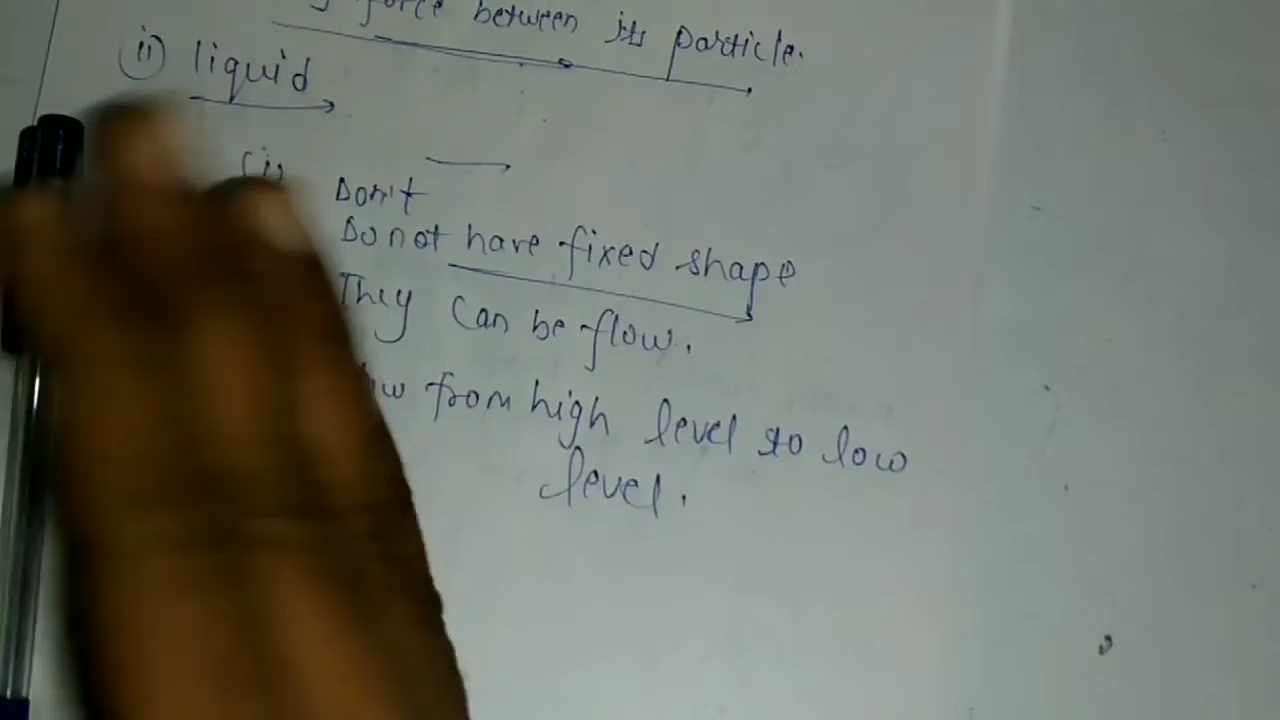 force between its particle.
(ii) liquid
(i)
Don't
Do not have fixed shape
They can be flow.
from high level to low
level.